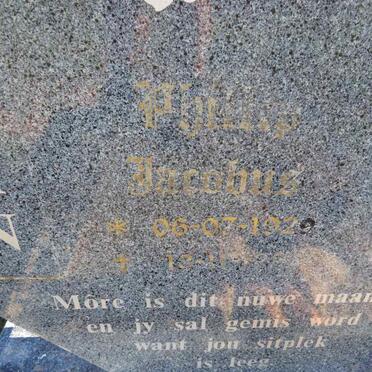 Phillip
Jacobus
* 06-07-192
Môre is dit nuwe maan
en jy sal gemis word
want jou sitplek
is leeg
N